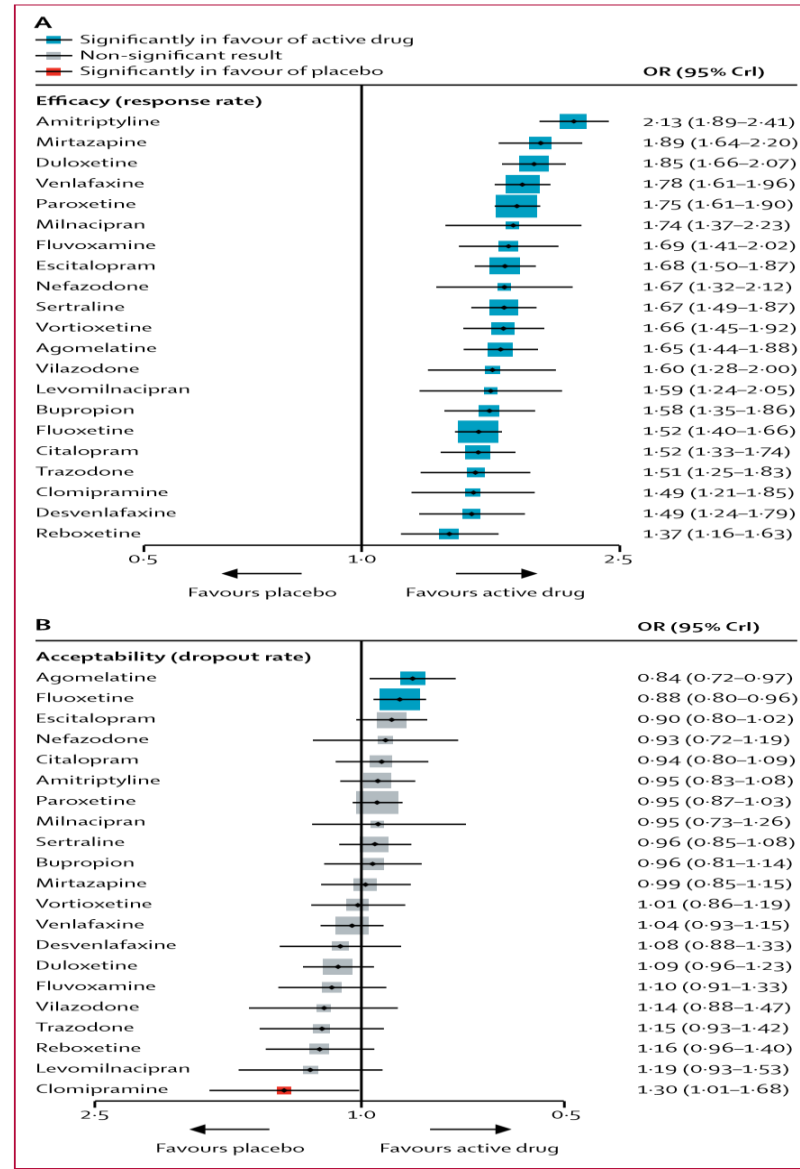 A
Significantly in favour of active drug
Non-significant result
Significantly in favour of placebo
OR (95% CrI)
Efficacy (response rate)
Amitriptyline 2·13 (1·89–2·41)
Mirtazapine 1·89 (1·64–2·20)
Duloxetine 1·85 (1·66–2·07)
Venlafaxine 1·78 (1·61–1·96)
Paroxetine 1·75 (1·61–1·90)
Milnacipran 1·74 (1·37–2·23)
Fluvoxamine 1·69 (1·41–2·02)
Escitalopram 1·68 (1·50–1·87)
Nefazodone 1·67 (1·32–2·12)
Sertraline 1·67 (1·49–1·87)
Vortioxetine 1·66 (1·45–1·92)
Agomelatine 1·65 (1·44–1·88)
Vilazodone 1·60 (1·28–2·00)
Levomilnacipran 1·59 (1·24–2·05)
Bupropion 1·58 (1·35–1·86)
Fluoxetine 1·52 (1·40–1·66)
Citalopram 1·52 (1·33–1·74)
Trazodone 1·51 (1·25–1·83)
Clomipramine 1·49 (1·21–1·85)
Desvenlafaxine 1·49 (1·24–1·79)
Reboxetine 1·37 (1·16–1·63)
0·5 1·0 2·5
Favours placebo Favours active drug
B
OR (95% CrI)
Acceptability (dropout rate)
Agomelatine 0·84 (0·72–0·97)
Fluoxetine 0·88 (0·80–0·96)
Escitalopram 0·90 (0·80–1·02)
Nefazodone 0·93 (0·72–1·19)
Citalopram 0·94 (0·80–1·09)
Amitriptyline 0·95 (0·83–1·08)
Paroxetine 0·95 (0·87–1·03)
Milnacipran 0·95 (0·73–1·26)
Sertraline 0·96 (0·85–1·08)
Bupropion 0·96 (0·81–1·14)
Mirtazapine 0·99 (0·85–1·15)
Vortioxetine 1·01 (0·86–1·19)
Venlafaxine 1·04 (0·93–1·15)
Desvenlafaxine 1·08 (0·88–1·33)
Duloxetine 1·09 (0·96–1·23)
Fluvoxamine 1·10 (0·91–1·33)
Vilazodone 1·14 (0·88–1·47)
Trazodone 1·15 (0·93–1·42)
Reboxetine 1·16 (0·96–1·40)
Levomilnacipran 1·19 (0·93–1·53)
Clomipramine 1·30 (1·01–1·68)
2·5 1·0 0·5
Favours placebo Favours active drug